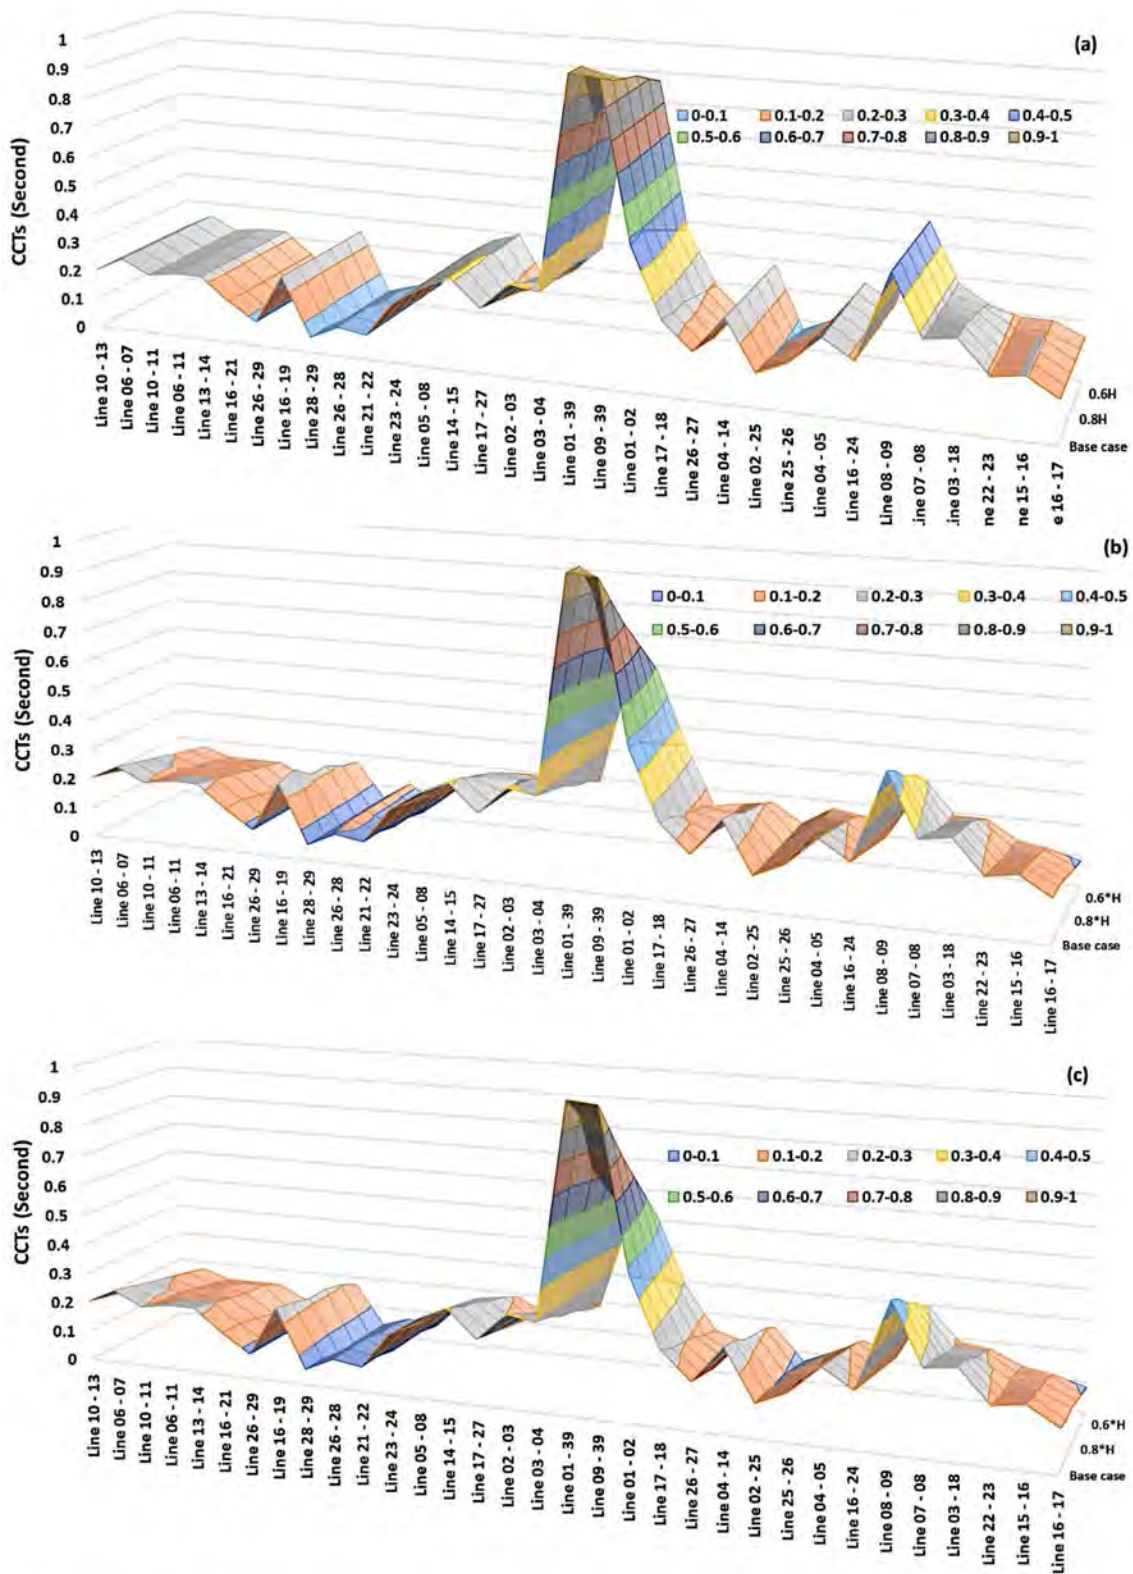 (a)
1
0.9
0.8
0.7
0.6
0.5
0.4
0.3
0.2
0.1
0
CCTs (Second)
0-0.1 0.1-0.2 0.2-0.3 0.3-0.4 0.4-0.5
0.5-0.6 0.6-0.7 0.7-0.8 0.8-0.9 0.9-1
0.6H
0.8H
Base case
Line 10 - 13
Line 06 - 07
Line 10 - 11
Line 06 - 11
Line 13 - 14
Line 16 - 21
Line 26 - 29
Line 16 - 19
Line 28 - 29
Line 26 - 28
Line 21 - 22
Line 23 - 24
Line 05 - 08
Line 14 - 15
Line 17 - 27
Line 02 - 03
Line 03 - 04
Line 01 - 39
Line 09 - 39
Line 01 - 02
Line 17 - 18
Line 26 - 27
Line 04 - 14
Line 02 - 25
Line 25 - 26
Line 04 - 05
Line 16 - 24
Line 08 - 09
.ine 07 - 08
.ine 03 - 18
ne 22 - 23
ne 15 - 16
e 16 - 17
(b)
1
0.9
0.8
0.7
0.6
0.5
0.4
0.3
0.2
0.1
0
CCTs (Second)
0-0.1 0.1-0.2 0.2-0.3 0.3-0.4 0.4-0.5
0.5-0.6 0.6-0.7 0.7-0.8 0.8-0.9 0.9-1
0.6*H
0.8*H
Base case
Line 10 - 13
Line 06 - 07
Line 10 - 11
Line 06 - 11
Line 13 - 14
Line 16 - 21
Line 26 - 29
Line 16 - 19
Line 28 - 29
Line 26 - 28
Line 21 - 22
Line 23 - 24
Line 05 - 08
Line 14 - 15
Line 17 - 27
Line 02 - 03
Line 03 - 04
Line 01 - 39
Line 09 - 39
Line 01 - 02
Line 17 - 18
Line 26 - 27
Line 04 - 14
Line 02 - 25
Line 25 - 26
Line 04 - 05
Line 16 - 24
Line 08 - 09
Line 07 - 08
Line 03 - 18
Line 22 - 23
Line 15 - 16
Line 16 - 17
(c)
1
0.9
0.8
0.7
0.6
0.5
0.4
0.3
0.2
0.1
0
CCTs (Second)
0-0.1 0.1-0.2 0.2-0.3 0.3-0.4 0.4-0.5
0.5-0.6 0.6-0.7 0.7-0.8 0.8-0.9 0.9-1
0.6*H
0.8*H
Base case
Line 10 - 13
Line 06 - 07
Line 10 - 11
Line 06 - 11
Line 13 - 14
Line 16 - 21
Line 26 - 29
Line 16 - 19
Line 28 - 29
Line 26 - 28
Line 21 - 22
Line 23 - 24
Line 05 - 08
Line 14 - 15
Line 17 - 27
Line 02 - 03
Line 03 - 04
Line 01 - 39
Line 09 - 39
Line 01 - 02
Line 17 - 18
Line 26 - 27
Line 04 - 14
Line 02 - 25
Line 25 - 26
Line 04 - 05
Line 16 - 24
Line 08 - 09
Line 07 - 08
Line 03 - 18
Line 22 - 23
Line 15 - 16
Line 16 - 17